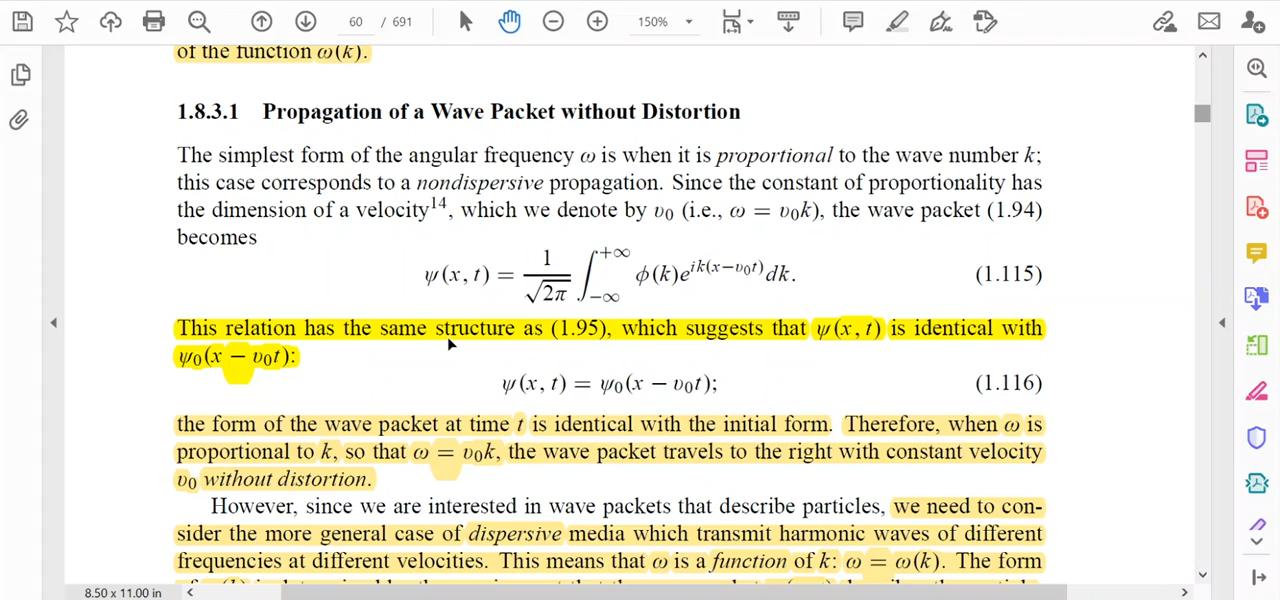 60 / 691
150%
of the function ω(k).
1.8.3.1 Propagation of a Wave Packet without Distortion
The simplest form of the angular frequency ω is when it is proportional to the wave number k;
this case corresponds to a nondispersive propagation. Since the constant of proportionality has
the dimension of a velocity¹⁴, which we denote by υ₀ (i.e., ω = υ₀k), the wave packet (1.94)
becomes
ψ(x, t) = 1/√2π ∫₋∞^+∞ ϕ(k)e^{ik(x−υ₀t)}dk. (1.115)
This relation has the same structure as (1.95), which suggests that ψ(x, t) is identical with
ψ₀(x − υ₀t):
ψ(x, t) = ψ₀(x − υ₀t); (1.116)
the form of the wave packet at time t is identical with the initial form. Therefore, when ω is
proportional to k, so that ω = υ₀k, the wave packet travels to the right with constant velocity
υ₀ without distortion.
However, since we are interested in wave packets that describe particles, we need to con-
sider the more general case of dispersive media which transmit harmonic waves of different
frequencies at different velocities. This means that ω is a function of k: ω = ω(k). The form
8.50 x 11.00 in